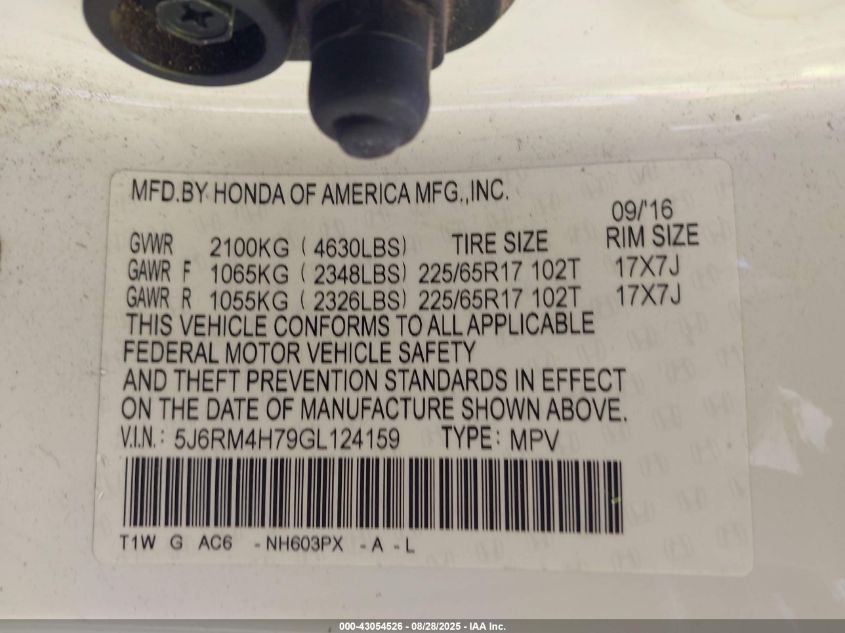 MFD.BY HONDA OF AMERICA MFG.,INC.
09/'16
GVWR 2100KG (4630LBS) TIRE SIZE RIM SIZE
GAWR F 1065KG (2348LBS) 225/65R17 102T 17X7J
GAWR R 1055KG (2326LBS) 225/65R17 102T 17X7J
THIS VEHICLE CONFORMS TO ALL APPLICABLE
FEDERAL MOTOR VEHICLE SAFETY
AND THEFT PREVENTION STANDARDS IN EFFECT
ON THE DATE OF MANUFACTURE SHOWN ABOVE.
V.I.N.: 5J6RM4H79GL124159 TYPE: MPV
T1W G AC6 -NH603PX -A -L
000-43054526 - 08/28/2025 - IAA Inc.